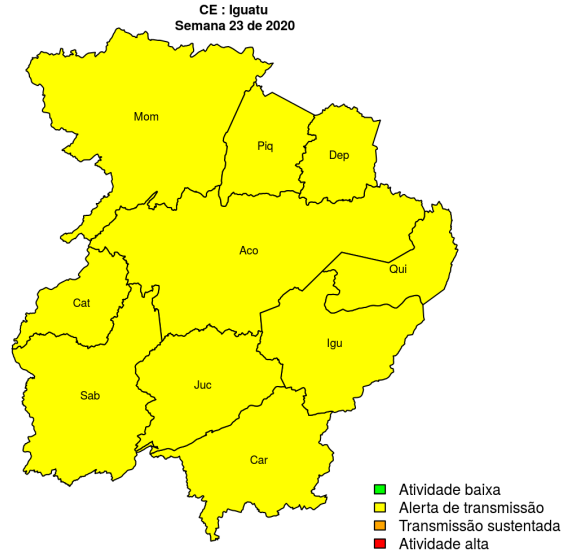 CE : Iguatu
Semana 23 de 2020
Mom
Piq
Dep
Aco
Qui
Cat
Igu
Juc
Sab
Car
Atividade baixa
Alerta de transmissão
Transmissão sustentada
Atividade alta